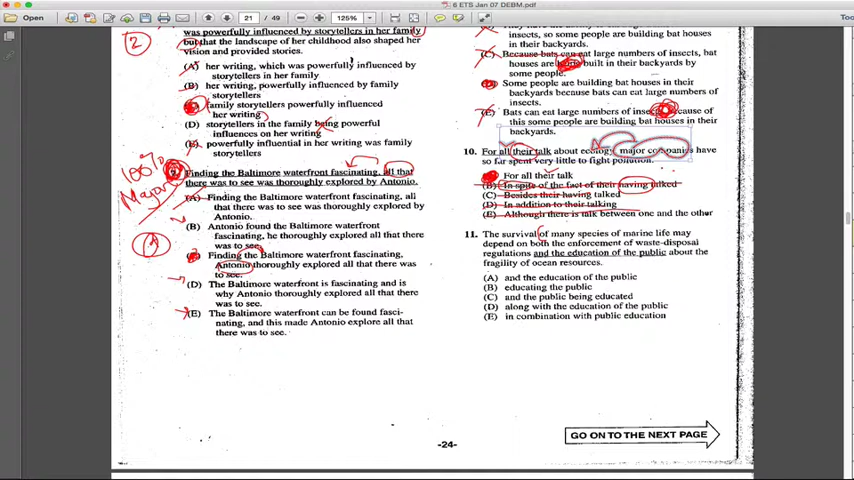 6 ETS Jan 07 DEBM.pdf
Open
21 / 49
125%
was powerfully influenced by storytellers in her family
but that the landscape of her childhood also shaped her
vision and provided stories.
(A) her writing, which was powerfully influenced by
storytellers in her family
(B) her writing, powerfully influenced by family
storytellers
family storytellers powerfully influenced
her writing
(D) storytellers in the family being powerful
influences on her writing
(E) powerfully influential in her writing was family
storytellers
2
100%
Major
A
Finding the Baltimore waterfront fascinating, all that
there was to see was thoroughly explored by Antonio.
(A) Finding the Baltimore waterfront fascinating, all
that there was to see was thoroughly explored by
Antonio.
(B) Antonio found the Baltimore waterfront
fascinating, he thoroughly explored all that there
was to see.
Finding the Baltimore waterfront fascinating,
Antonio thoroughly explored all that there was
to see.
(D) The Baltimore waterfront is fascinating and is
why Antonio thoroughly explored all that there
was to see.
(E) The Baltimore waterfront can be found fasci-
nating, and this made Antonio explore all that
there was to see.
insects, so some people are building bat houses
in their backyards.
(C) Because bats can eat large numbers of insects, bat
houses are built in their backyards by
some people.
Some people are building bat houses in their
backyards because bats can eat large numbers of
insects.
(E) Bats can eat large number of insects because of
this some people are building bat houses in their
backyards.
10. For all their talk about ecology, major companies have
so far spent very little to fight pollution.
For all their talk
(B) In spite of the fact of their having talked
(C) Besides their having talked
(D) In addition to their talking
(E) Although there is talk between one and the other
11. The survival of many species of marine life may
depend on both the enforcement of waste-disposal
regulations and the education of the public about the
fragility of ocean resources.
(A) and the education of the public
(B) educating the public
(C) and the public being educated
(D) along with the education of the public
(E) in combination with public education
GO ON TO THE NEXT PAGE
-24-